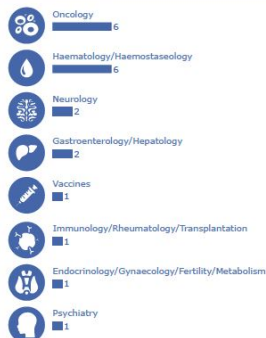 Oncology
6
Haematology/Haemostaseology
6
Neurology
2
Gastroenterology/Hepatology
2
Vaccines
1
Immunology/Rheumatology/Transplantation
1
Endocrinology/Gynaecology/Fertility/Metabolism
1
Psychiatry
1